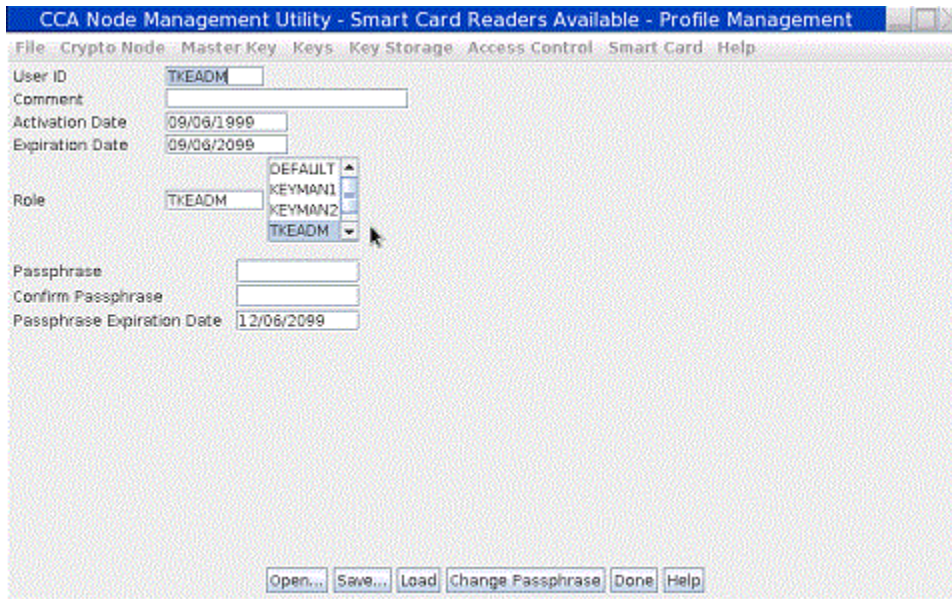 CCA Node Management Utility - Smart Card Readers Available - Profile Management
File Crypto Node Master Key Keys Key Storage Access Control Smart Card Help
User ID TKEADM
Comment
Activation Date 09/06/1999
Expiration Date 09/06/2099
Role TKEADM
DEFAULT
KEYMAN1
KEYMAN2
TKEADM
Passphrase
Confirm Passphrase
Passphrase Expiration Date 12/06/2099
Open... Save... Load Change Passphrase Done Help